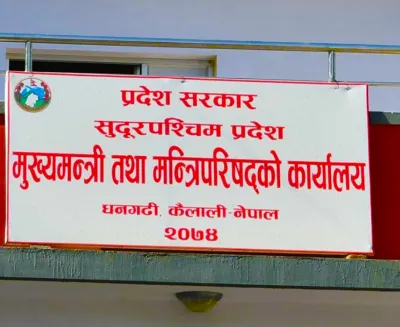 प्रदेश सरकार
सुदूरपश्चिम प्रदेश
मुख्यमन्त्री तथा मन्त्रिपरिषद्को कार्यालय
धनगढी, कैलाली-नेपाल
२०७४